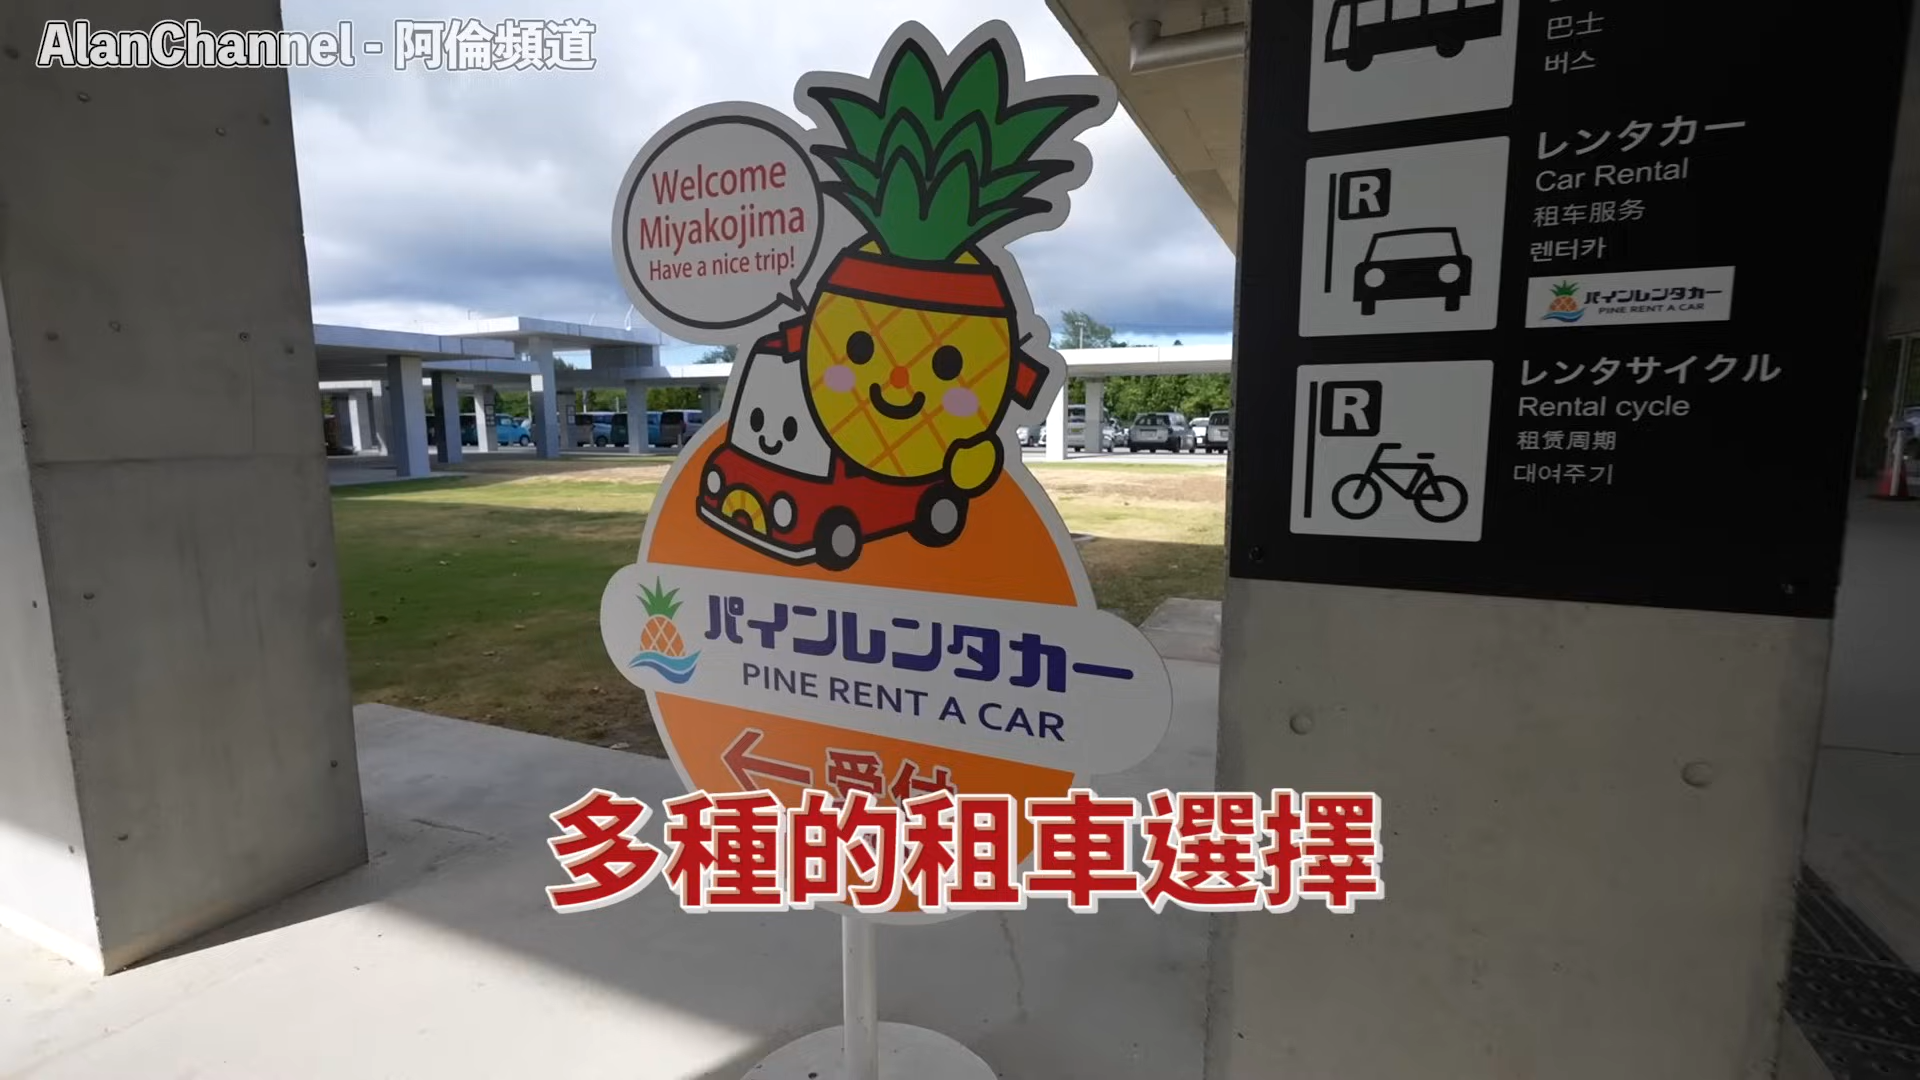 AlanChannel - 阿倫頻道
Welcome
Miyakojima
Have a nice trip!
パインレンタカー
PINE RENT A CAR
←受付
多種的租車選擇
巴士
버스
レンタカー
Car Rental
租车服务
렌터카
パインレンタカー
PINE RENT A CAR
レンタサイクル
Rental cycle
租赁周期
대여주기
R
R